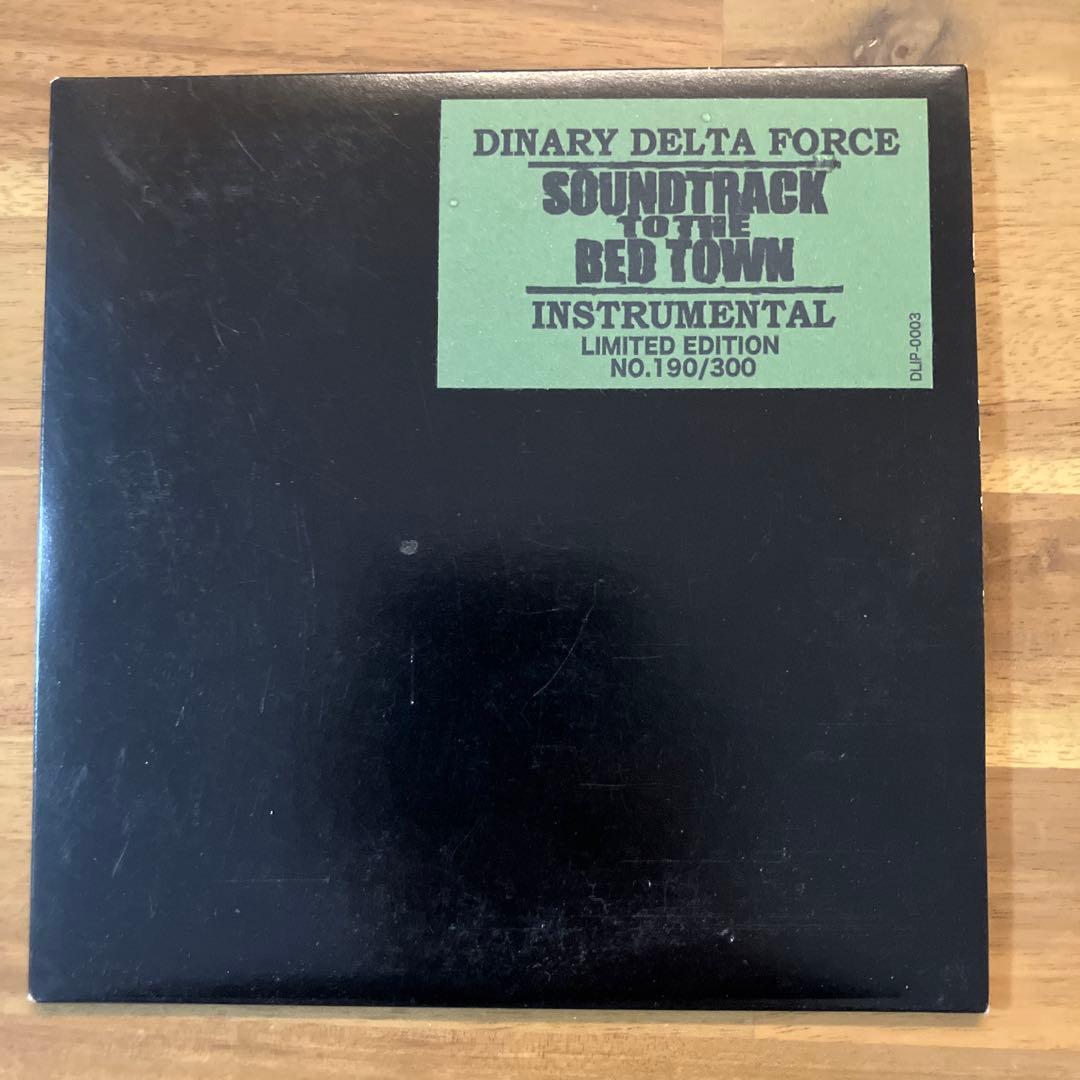 DINARY DELTA FORCE
SOUNDTRACK
TO THE
BED TOWN
INSTRUMENTAL
LIMITED EDITION
NO.190/300
DLIP-0003